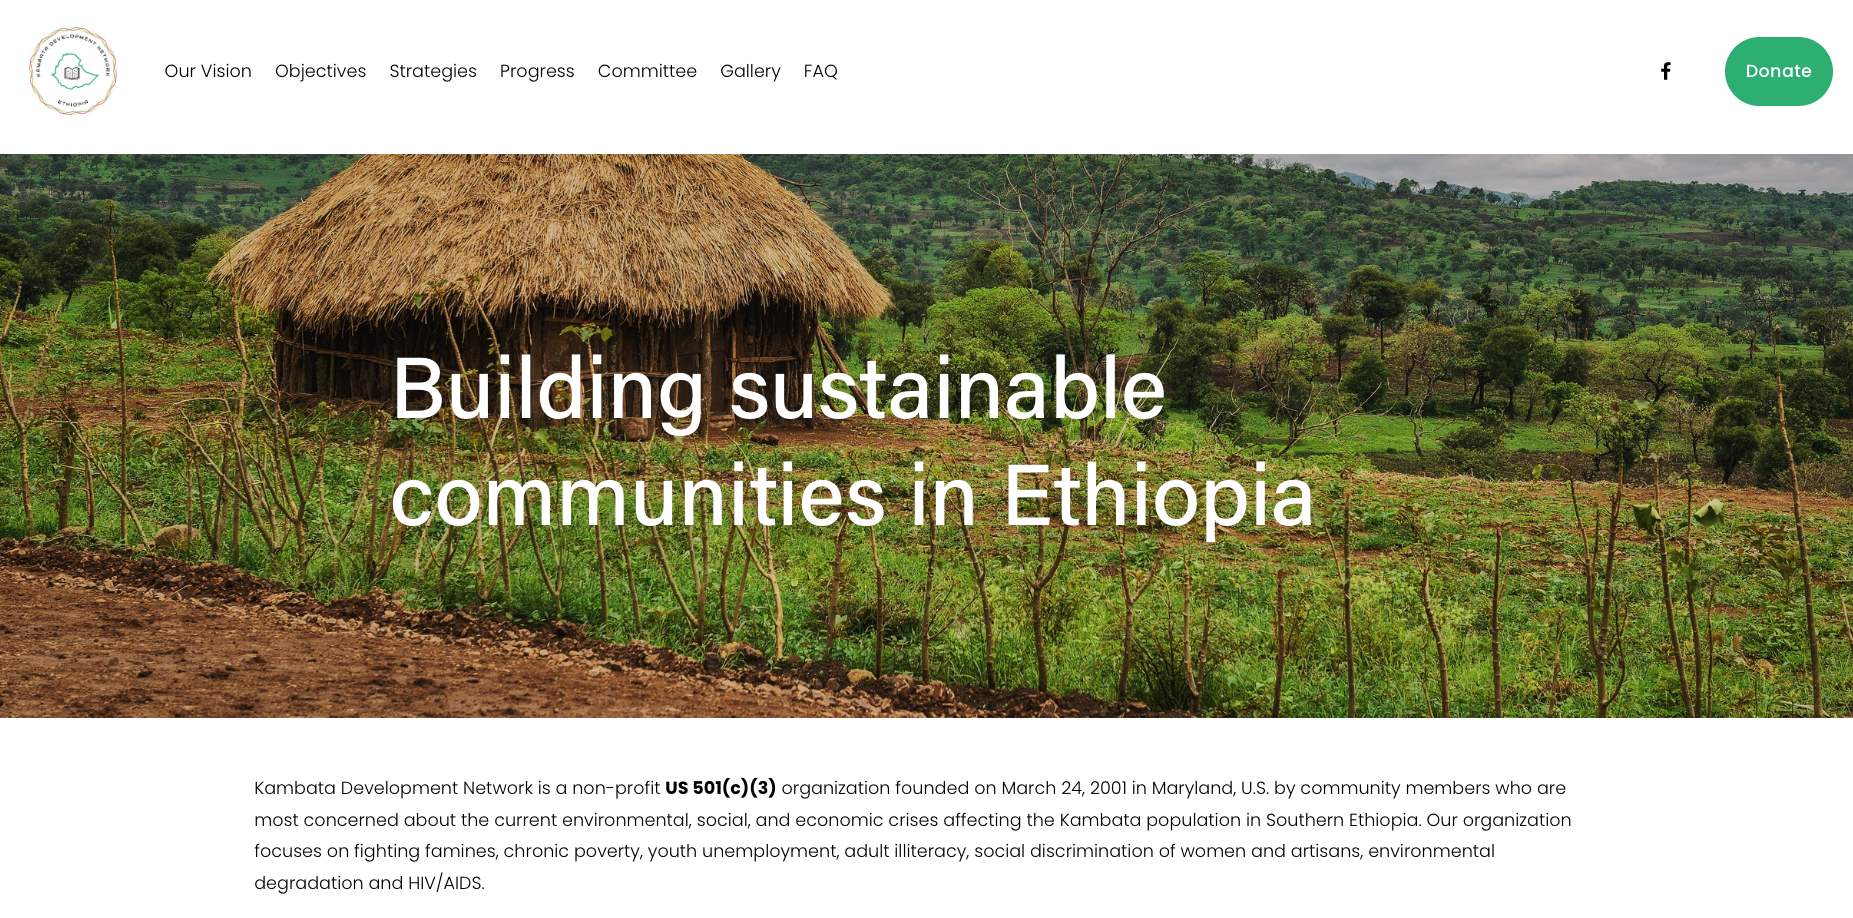 KAMBATA DEVELOPMENT NETWORK
ETHIOPIA
Our Vision
Objectives
Strategies
Progress
Committee
Gallery
FAQ
Donate
Building sustainable
communities in Ethiopia
Kambata Development Network is a non-profit US 501(c)(3) organization founded on March 24, 2001 in Maryland, U.S. by community members who are
most concerned about the current environmental, social, and economic crises affecting the Kambata population in Southern Ethiopia. Our organization
focuses on fighting famines, chronic poverty, youth unemployment, adult illiteracy, social discrimination of women and artisans, environmental
degradation and HIV/AIDS.